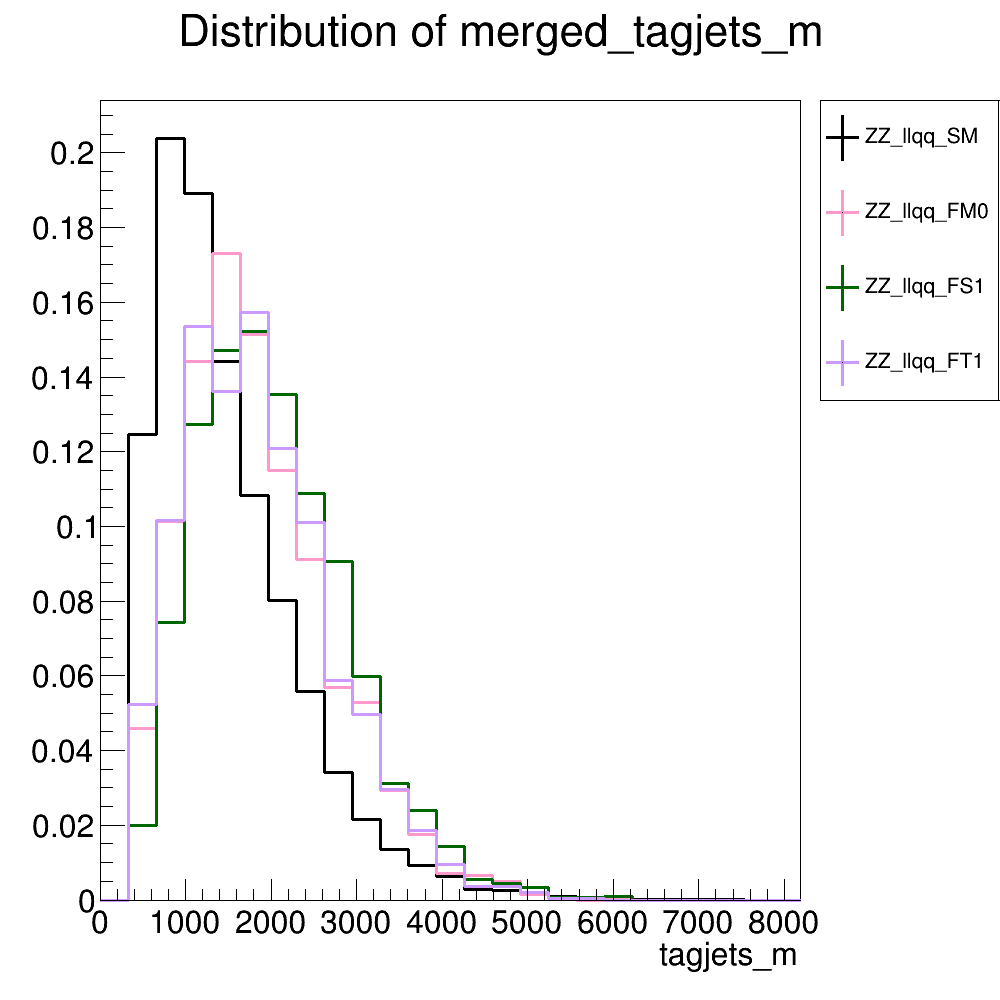 Distribution of merged_tagjets_m
ZZ_llqq_SM
ZZ_llqq_FM0
ZZ_llqq_FS1
ZZ_llqq_FT1
0.2
0.18
0.16
0.14
0.12
0.1
0.08
0.06
0.04
0.02
0
0 1000 2000 3000 4000 5000 6000 7000 8000
tagjets_m